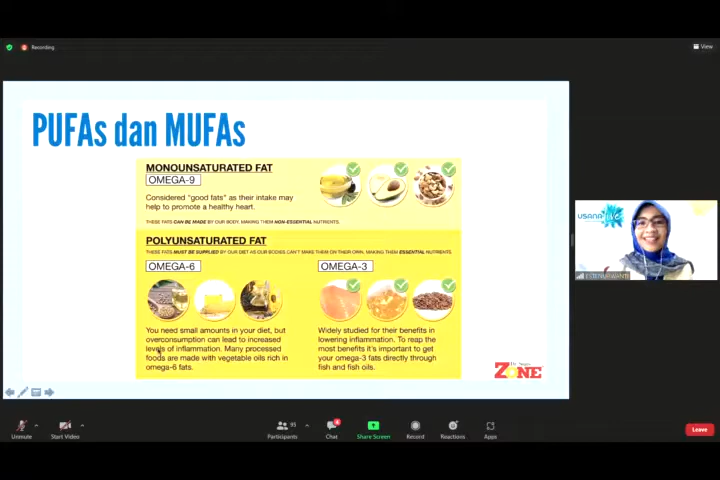 Recording
View
PUFAs dan MUFAs
MONOUNSATURATED FAT
OMEGA-9
Considered "good fats" as their intake may
help to promote a healthy heart.
THESE FATS CAN BE MADE BY OUR BODY, MAKING THEM NON-ESSENTIAL NUTRIENTS.
POLYUNSATURATED FAT
THESE FATS MUST BE SUPPLIED BY OUR DIET AS OUR BODIES CAN'T MAKE THEM ON THEIR OWN, MAKING THEM ESSENTIAL NUTRIENTS.
OMEGA-6
You need small amounts in your diet, but
overconsumption can lead to increased
levels of inflammation. Many processed
foods are made with vegetable oils rich in
omega-6 fats.
OMEGA-3
Widely studied for their benefits in
lowering inflammation. To reap the
most benefits it's important to get
your omega-3 fats directly through
fish and fish oils.
ZONE
USANA
Unmute
Start Video
Participants
Chat
Share Screen
Record
Reactions
Apps
Leave